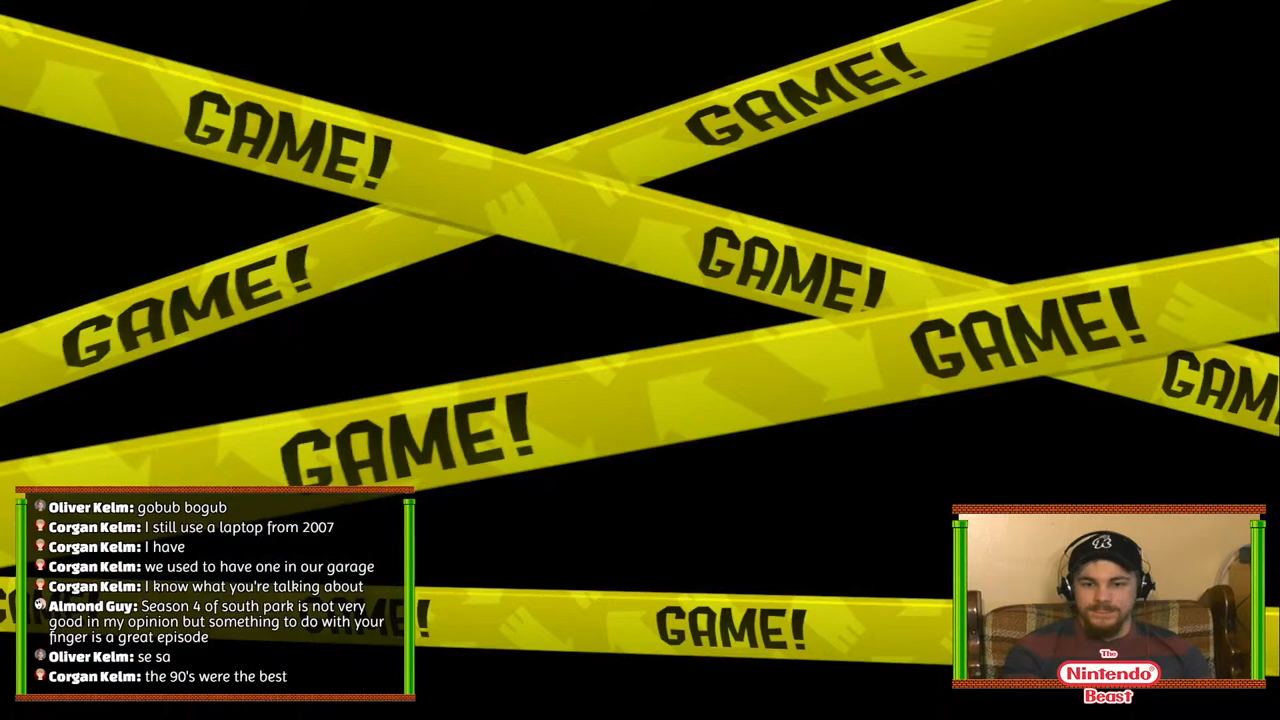 GAME!
GAME!
GAME!
GAME!
GAME!
GAM
GAME!
GAME!
Oliver Kelm: gobub bogub
Corgan Kelm: I still use a laptop from 2007
Corgan Kelm: I have
Corgan Kelm: we used to have one in our garage
Corgan Kelm: I know what you're talking about
Almond Guy: Season 4 of south park is not very
good in my opinion but something to do with your
finger is a great episode
Oliver Kelm: se sa
Corgan Kelm: the 90's were the best
The
Nintendo
Beast